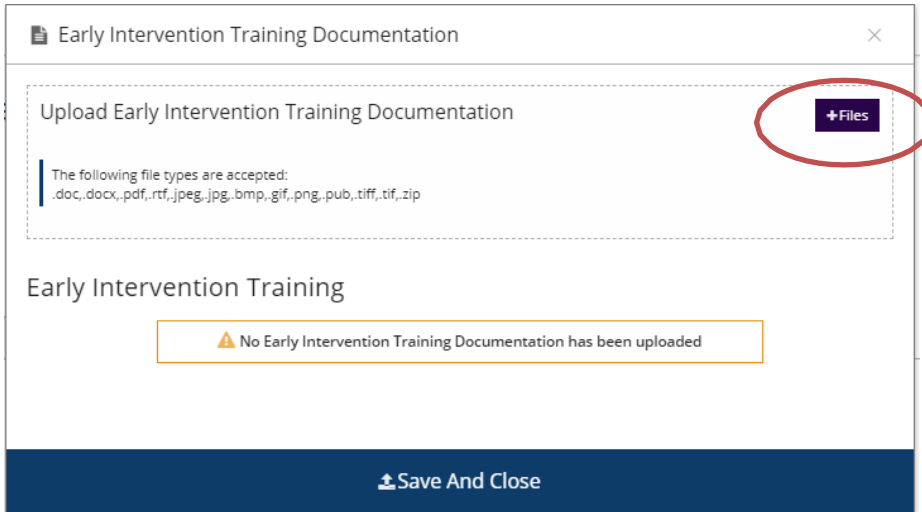 Early Intervention Training Documentation
Upload Early Intervention Training Documentation
+Files
The following file types are accepted:
.doc,.docx,.pdf,.rtf,.jpeg,.jpg,.bmp,.gif,.png,.pub,.tiff,.tif,.zip
Early Intervention Training
No Early Intervention Training Documentation has been uploaded
Save And Close